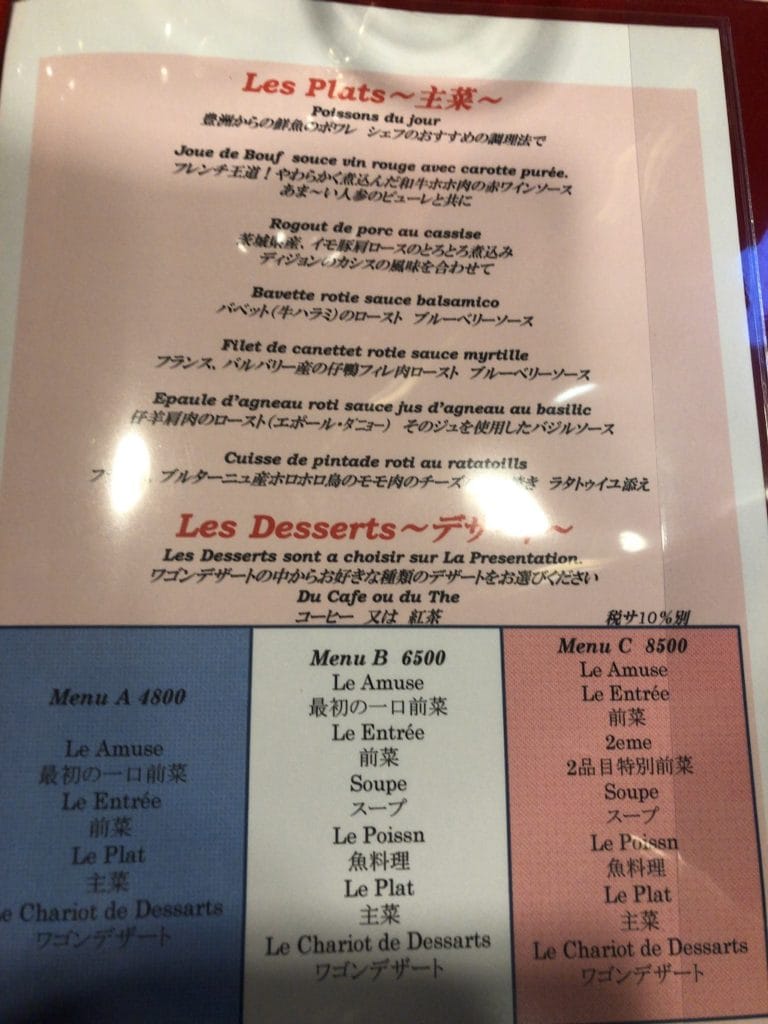 Les Plats～主菜～
Poissons du jour
豊洲からの鮮魚のポワレ シェフのおすすめの調理法で
Joue de Bouf souce vin rouge avec carotte purée.
フレンチ王道！やわらかく煮込んだ和牛ホホ肉の赤ワインソース
あま～い人参のピューレと共に
Rogout de porc au cassise
茨城県産、イモ豚肩ロースのとろとろ煮込み
ディジョンのカシスの風味を合わせて
Bavette rotie sauce balsamico
バベット（牛ハラミ）のロースト ブルーベリーソース
Filet de canettet rotie sauce myrtille
フランス、バルバリー産の仔鴨フィレ肉ロースト ブルーベリーソース
Epaule d'agneau roti sauce jus d'agneau au basilic
仔羊肩肉のロースト（エポール・ダニョー） そのジュを使用したバジルソース
Cuisse de pintade roti au ratatoills
ブルターニュ産ホロホロ鳥のモモ肉のチーズ ラタトゥイユ添え
Les Desserts～デザート～
Les Desserts sont a choisir sur La Presentation.
ワゴンデザートの中からお好きな種類のデザートをお選びください
Du Cafe ou du The
コーヒー 又は 紅茶
税サ10％別
Menu A 4800
Le Amuse
最初の一口前菜
Le Entrée
前菜
Le Plat
主菜
Le Chariot de Dessarts
ワゴンデザート
Menu B 6500
Le Amuse
最初の一口前菜
Le Entrée
前菜
Soupe
スープ
Le Poissn
魚料理
Le Plat
主菜
Le Chariot de Dessarts
ワゴンデザート
Menu C 8500
Le Amuse
Le Entrée
前菜
2eme
2品目特別前菜
Soupe
スープ
Le Poissn
魚料理
Le Plat
主菜
Le Chariot de Dessarts
ワゴンデザート